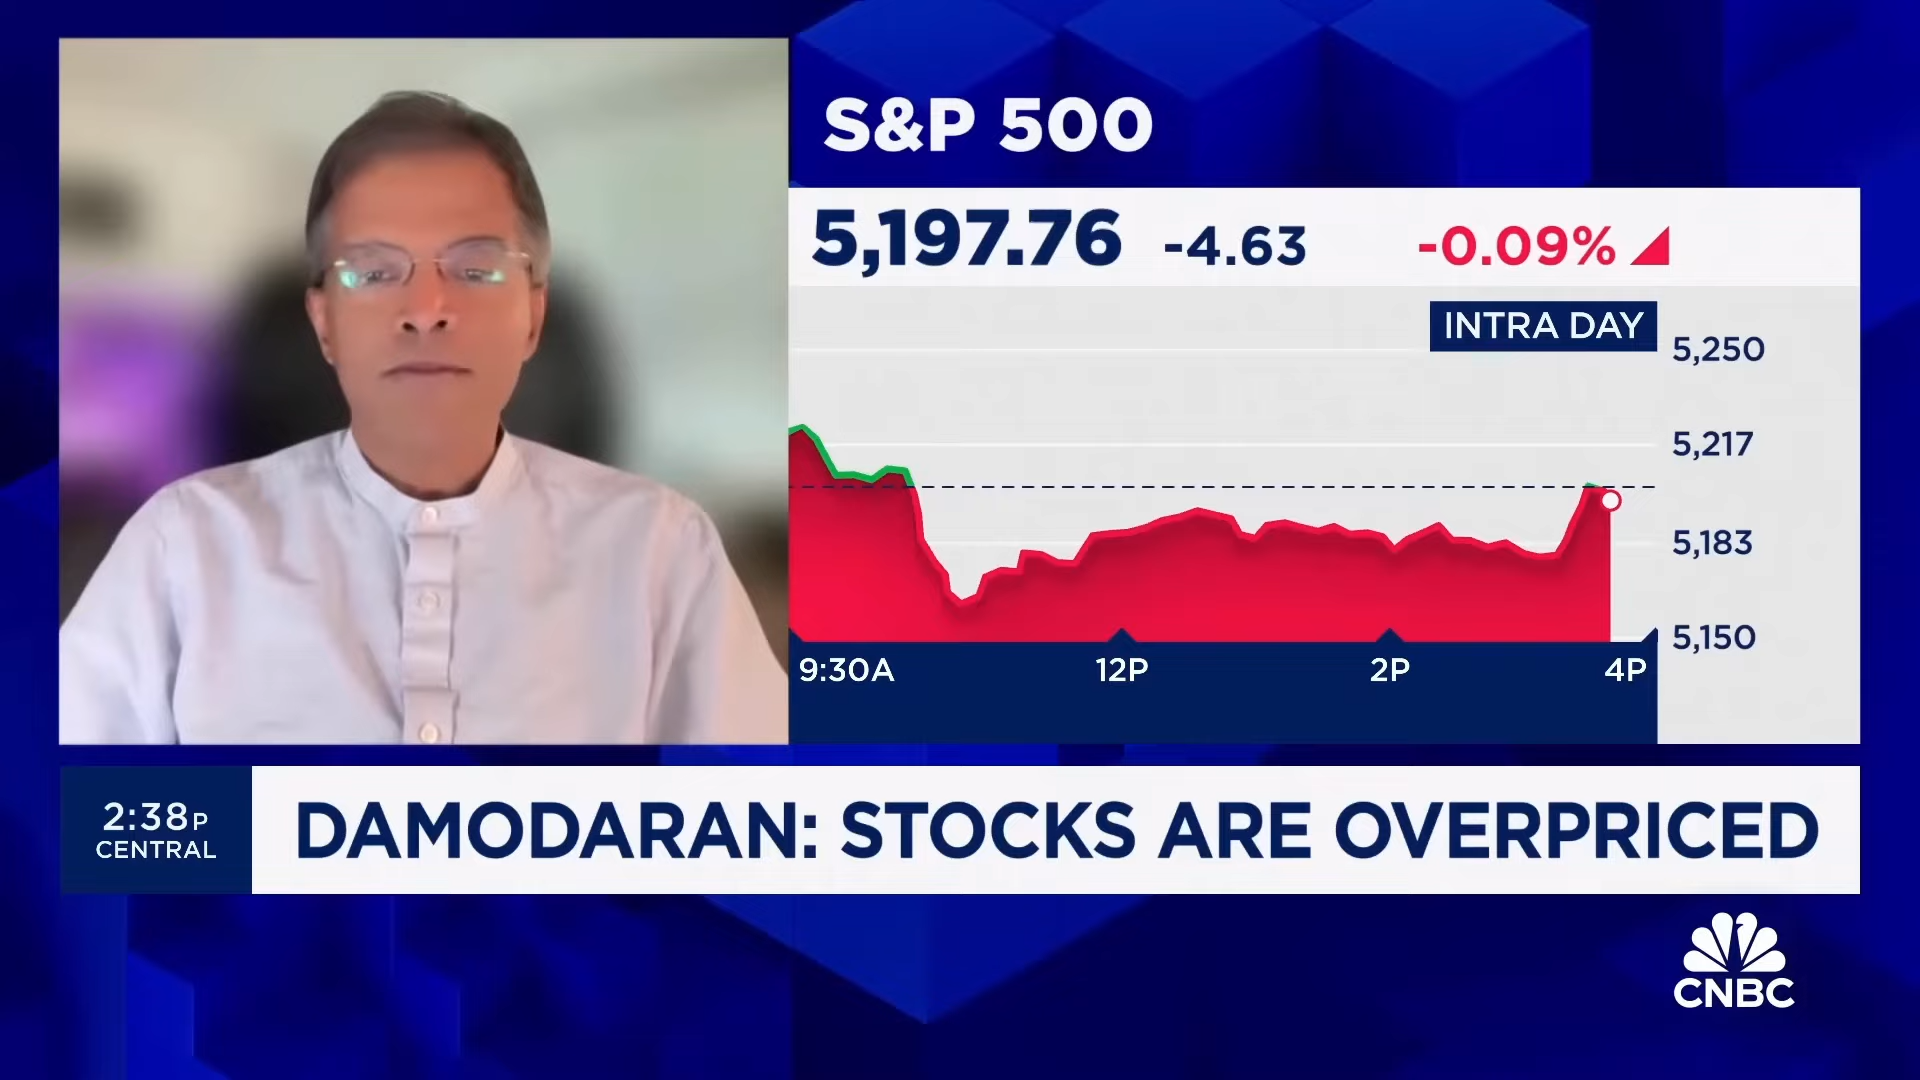 S&P 500
5,197.76 -4.63 -0.09%
INTRA DAY
5,250
5,217
5,183
5,150
9:30A 12P 2P 4P
2:38P
CENTRAL
DAMODARAN: STOCKS ARE OVERPRICED
CNBC